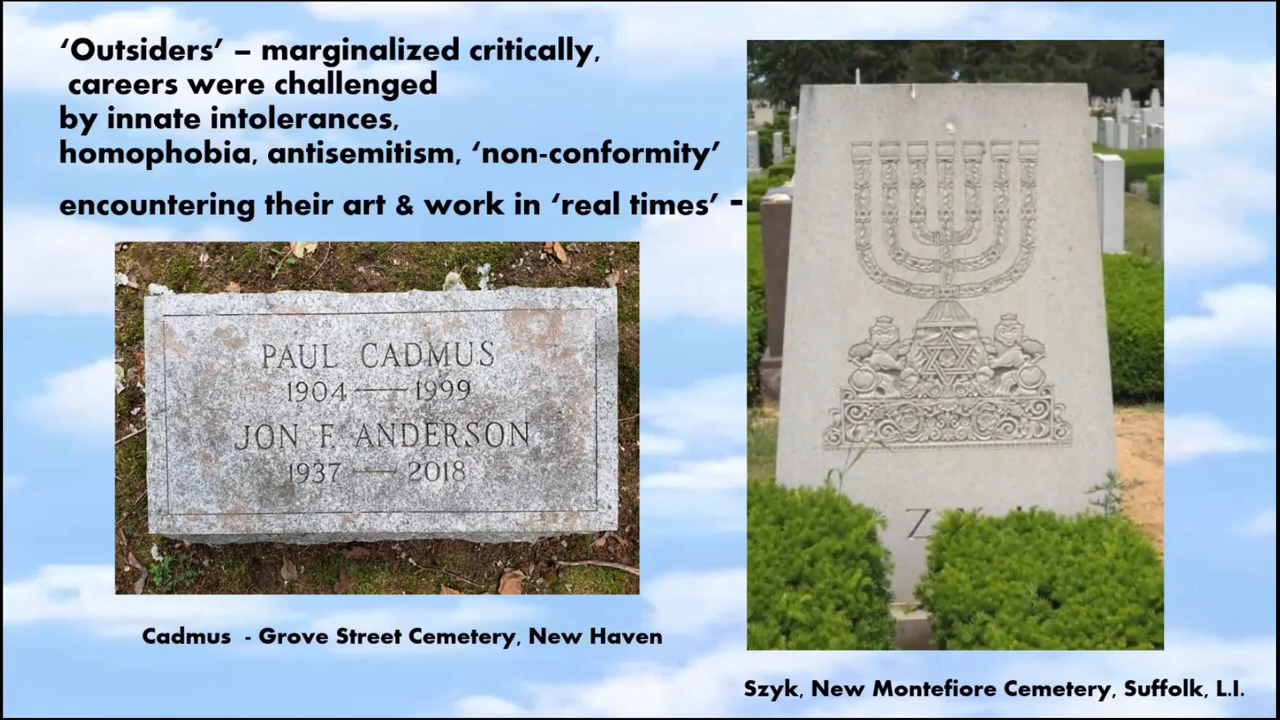 ‘Outsiders’ – marginalized critically,
careers were challenged
by innate intolerances,
homophobia, antisemitism, ‘non-conformity’
encountering their art & work in ‘real times’ -
PAUL CADMUS
1904 — 1999
JON F. ANDERSON
1937 — 2018
Cadmus - Grove Street Cemetery, New Haven
Szyk, New Montefiore Cemetery, Suffolk, L.I.